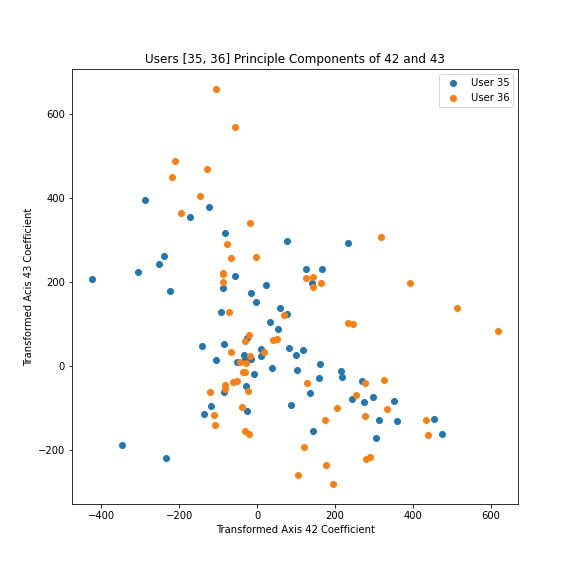 Users [35, 36] Principle Components of 42 and 43
User 35
User 36
600
400
200
0
−200
Transformed Acis 43 Coefficient
−400
−200
0
200
400
600
Transformed Axis 42 Coefficient